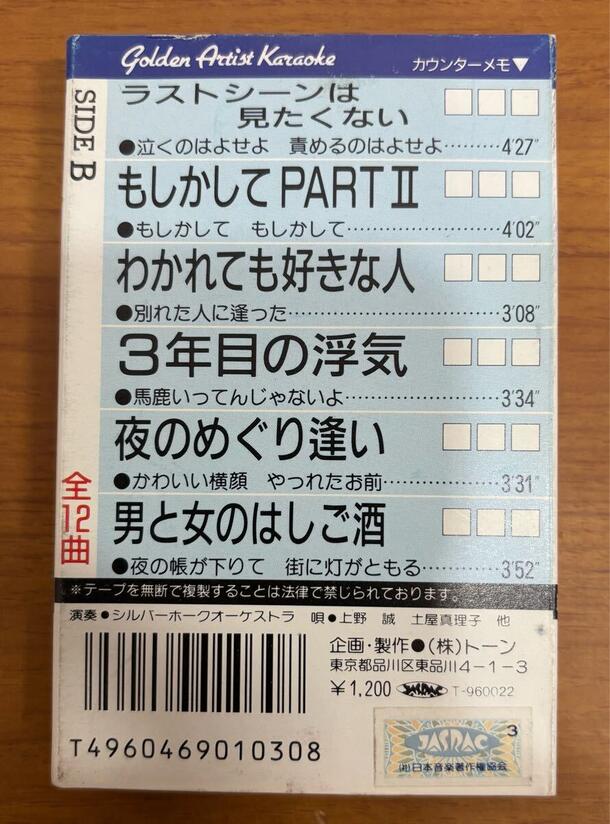 Golden Artist Karaoke カウンターメモ▼
SIDE B
ラストシーンは
見たくない
●泣くのはよせよ 責めるのはよせよ………4'27"
もしかして PART II
●もしかして もしかして………………4'02"
わかれても好きな人
●別れた人に逢った………………………3'08"
3年目の浮気
●馬鹿いってんじゃないよ………………3'34"
夜のめぐり逢い
●かわいい横顔 やつれたお前……………3'31"
男と女のはしご酒
●夜の帳が下りて 街に灯がともる………3'52"
全12曲
※テープを無断で複製することは法律で禁じられております。
演奏●シルバーホークオーケストラ 唄●上野 誠 土屋真理子 他
企画・製作●(株)トーン
東京都品川区東品川4-1-3
¥1,200 JASRAC T-960022
T4960469010308
3
JASRAC
(社)日本音楽著作権協会